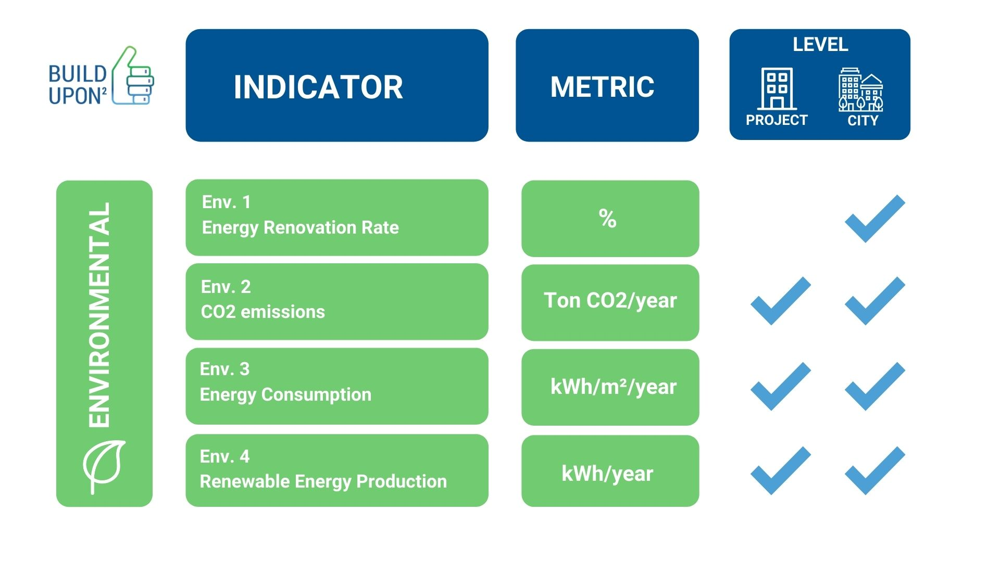 BUILD
UPON²
INDICATOR
METRIC
LEVEL
PROJECT
CITY
ENVIRONMENTAL
Env. 1
Energy Renovation Rate
%
Env. 2
CO2 emissions
Ton CO2/year
Env. 3
Energy Consumption
kWh/m²/year
Env. 4
Renewable Energy Production
kWh/year